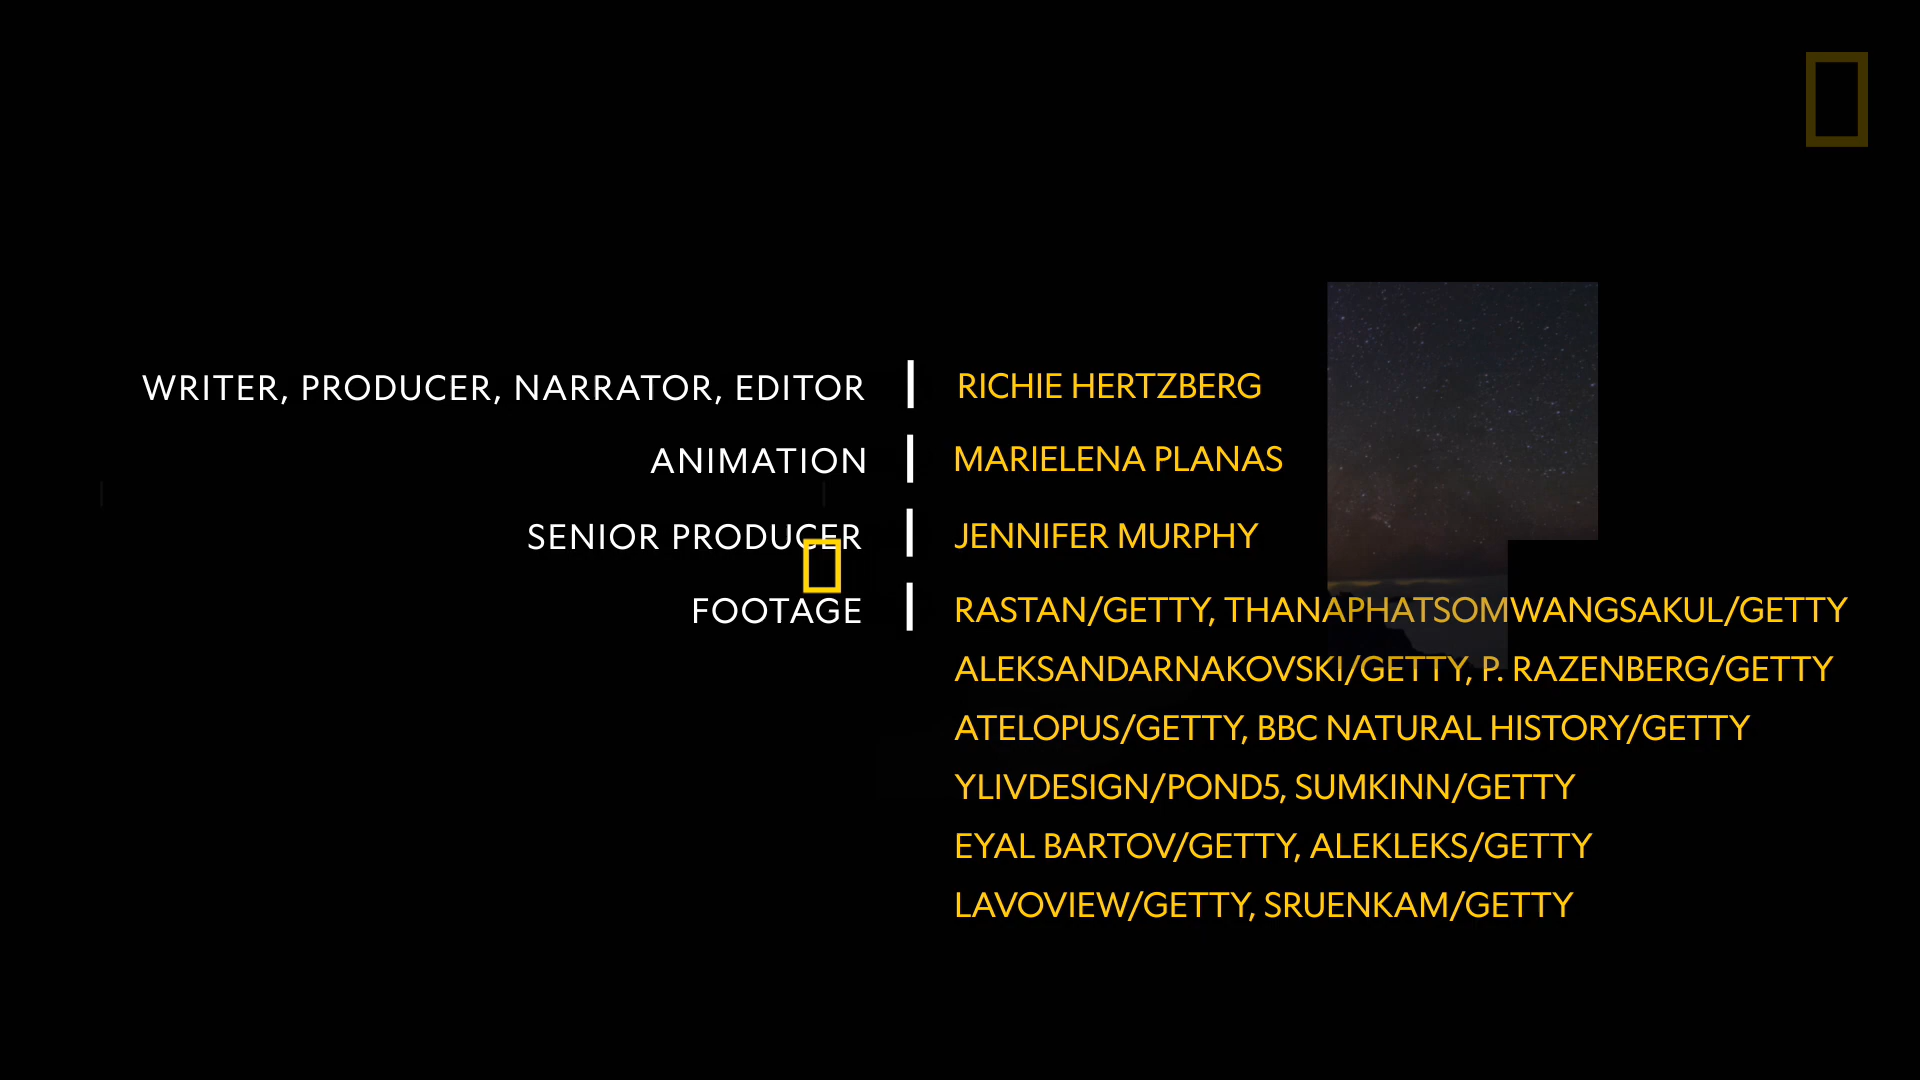 WRITER, PRODUCER, NARRATOR, EDITOR | RICHIE HERTZBERG
ANIMATION | MARIELENA PLANAS
SENIOR PRODUCER | JENNIFER MURPHY
FOOTAGE | RASTAN/GETTY, THANAPHATSOMWANGSAKUL/GETTY
ALEKSANDARNAKOVSKI/GETTY, P. RAZENBERG/GETTY
ATELOPUS/GETTY, BBC NATURAL HISTORY/GETTY
YLIVDESIGN/POND5, SUMKINN/GETTY
EYAL BARTOV/GETTY, ALEKLEKS/GETTY
LAVOVIEW/GETTY, SRUENKAM/GETTY